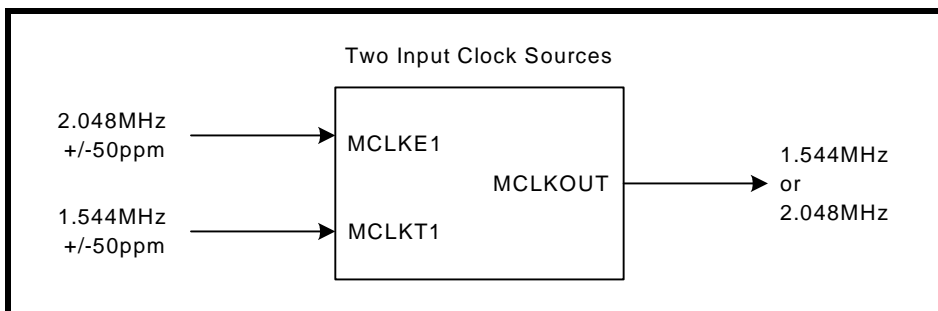 Two Input Clock Sources
2.048MHz
+/-50ppm
MCLKE1
MCLKOUT
1.544MHz
or
2.048MHz
1.544MHz
+/-50ppm
MCLKT1